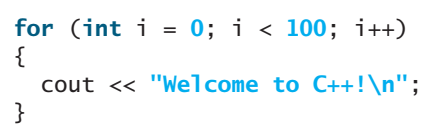 for (int i = 0; i < 100; i++)
{
  cout << "Welcome to C++!\n";
}